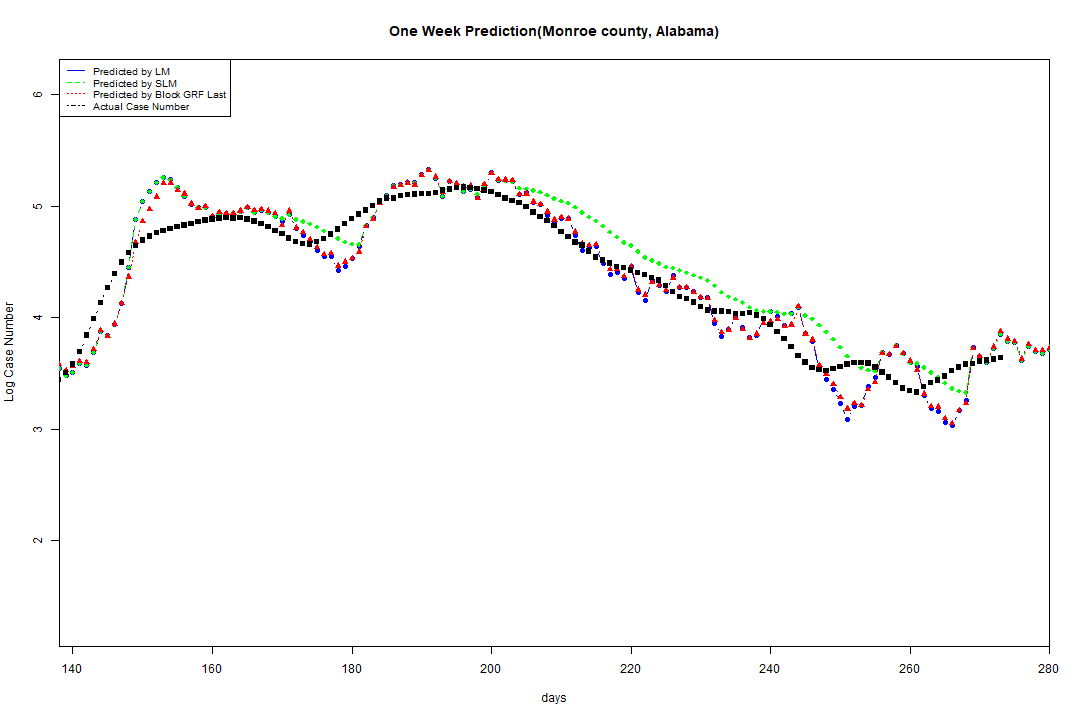 One Week Prediction(Monroe county, Alabama)
Predicted by LM
Predicted by SLM
Predicted by Block GRF Last
Actual Case Number
6
5
4
3
2
Log Case Number
140 160 180 200 220 240 260 280
days